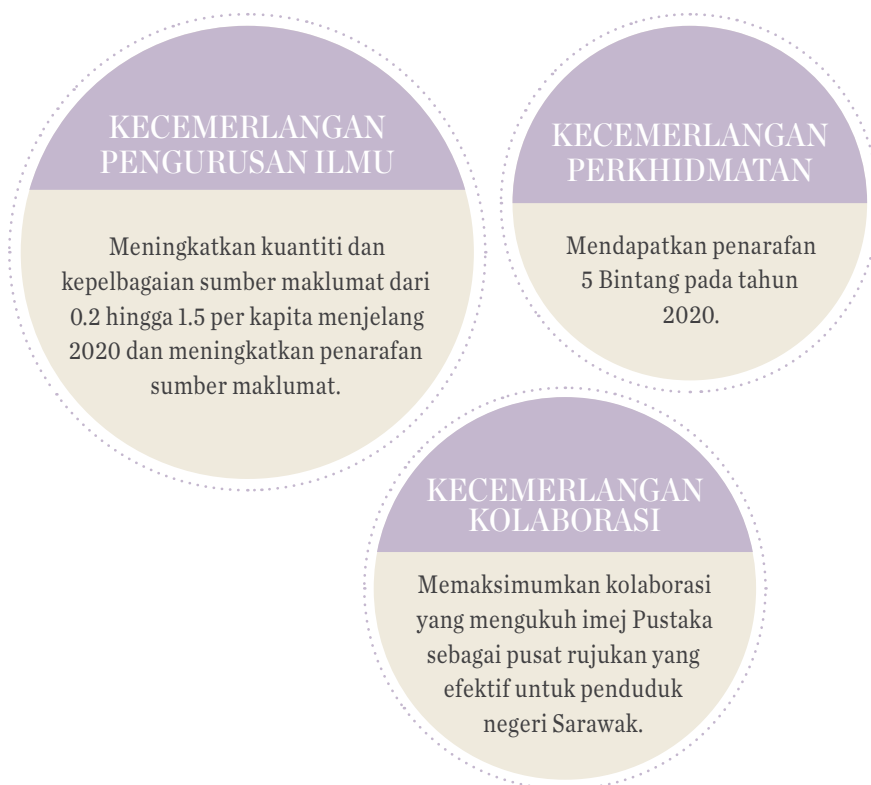 KECEMERLANGAN
PENGURUSAN ILMU
Meningkatkan kuantiti dan
kepelbagaian sumber maklumat dari
0.2 hingga 1.5 per kapita menjelang
2020 dan meningkatkan penarafan
sumber maklumat.
KECEMERLANGAN
PERKHIDMATAN
Mendapatkan penarafan
5 Bintang pada tahun
2020.
KECEMERLANGAN
KOLABORASI
Memaksimumkan kolaborasi
yang mengukuh imej Pustaka
sebagai pusat rujukan yang
efektif untuk penduduk
negeri Sarawak.